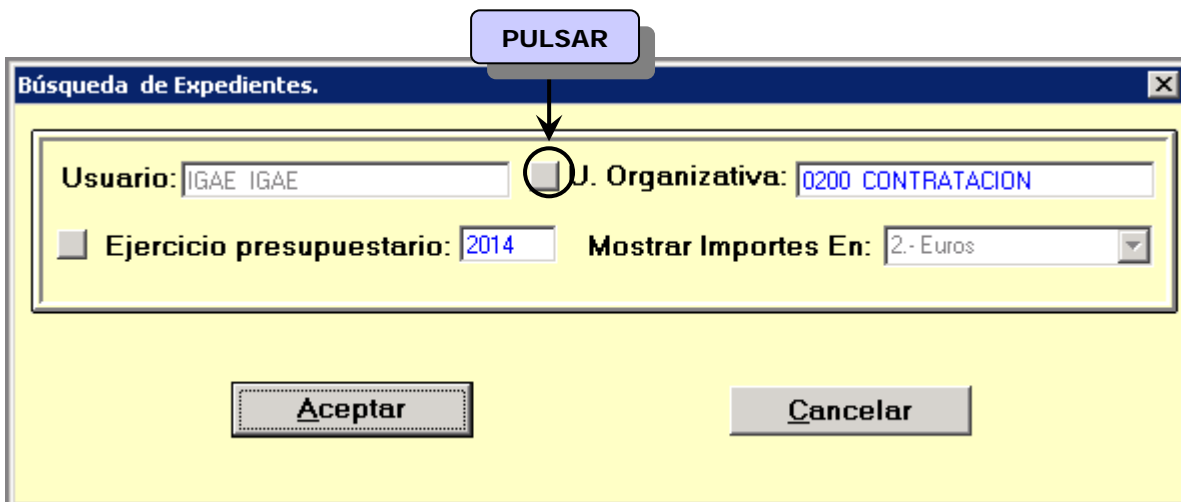 PULSAR
Búsqueda de Expedientes.
Usuario: IGAE IGAE U. Organizativa: 0200 CONTRATACION
Ejercicio presupuestario: 2014 Mostrar Importes En: 2.- Euros
Aceptar Cancelar